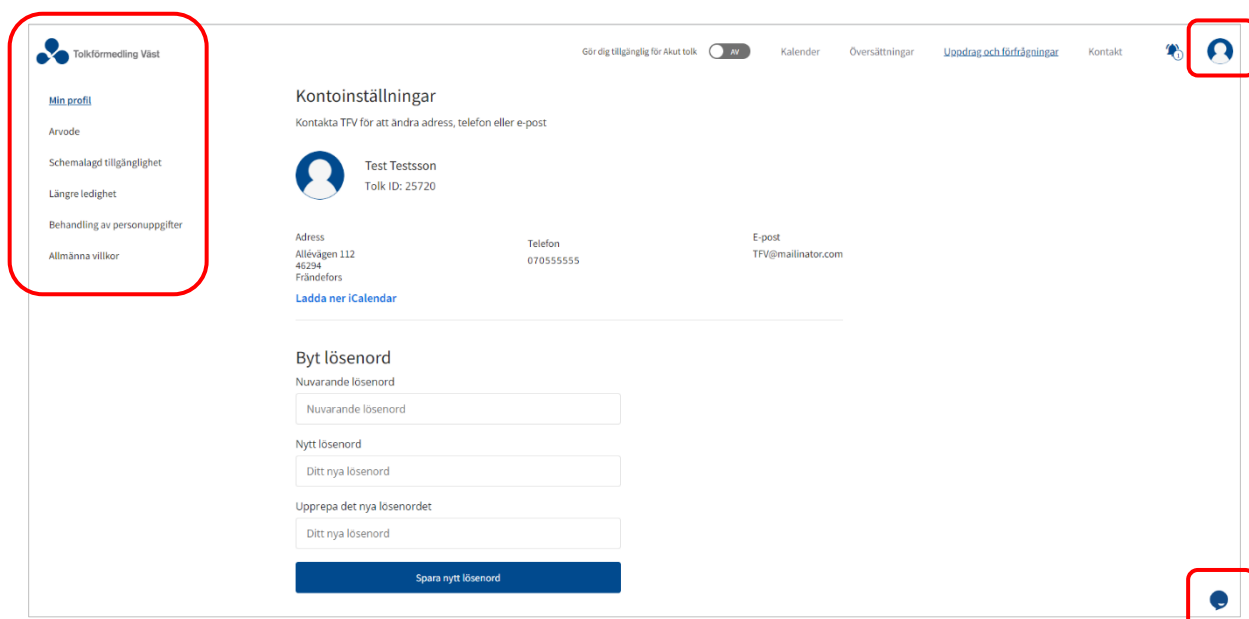 Tolkförmedling Väst
Gör dig tillgänglig för Akut tolk AV Kalender Översättningar Uppdrag och förfrågningar Kontakt 1
Min profil
Arvode
Schemalagd tillgänglighet
Längre ledighet
Behandling av personuppgifter
Allmänna villkor
Kontoinställningar
Kontakta TFV för att ändra adress, telefon eller e-post
Test Testsson
Tolk ID: 25720
Adress
Allévägen 112
46294
Frändefors
Telefon
070555555
E-post
TFV@mailinator.com
Ladda ner iCalendar
Byt lösenord
Nuvarande lösenord
Nuvarande lösenord
Nytt lösenord
Ditt nya lösenord
Upprepa det nya lösenordet
Ditt nya lösenord
Spara nytt lösenord